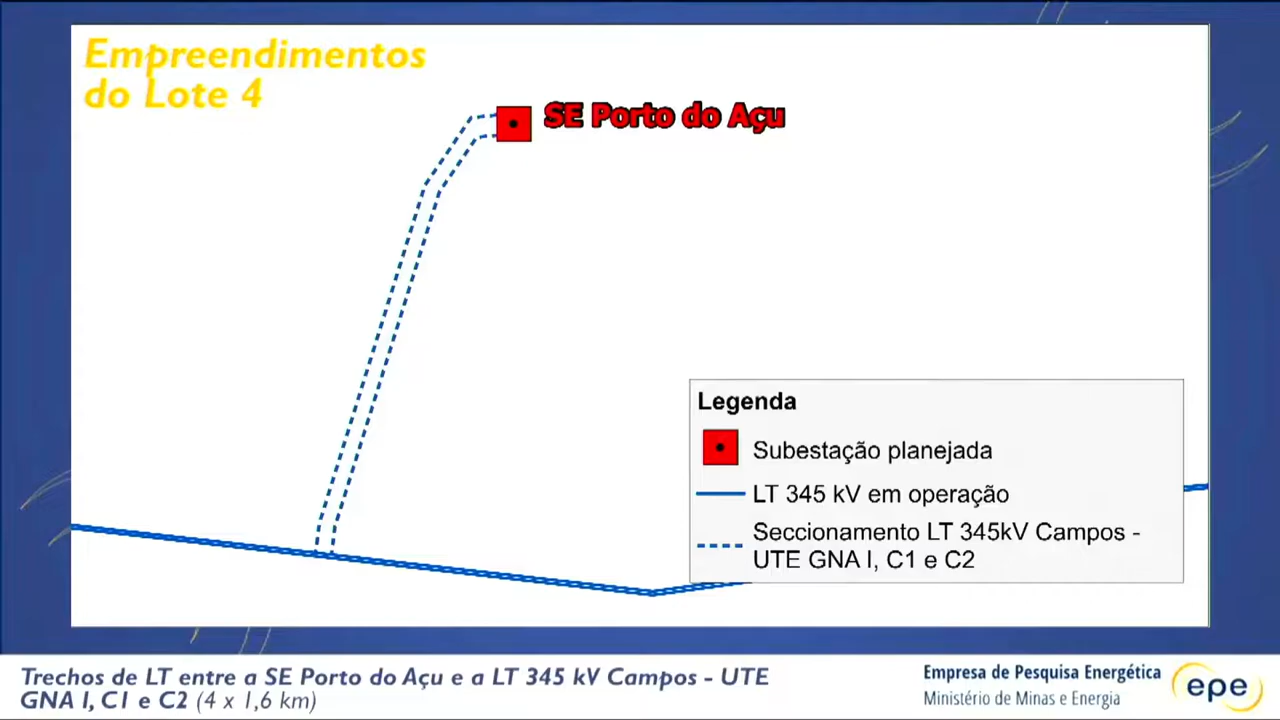 Empreendimentos
do Lote 4
SE Porto do Açu
Legenda
Subestação planejada
LT 345 kV em operação
Seccionamento LT 345kV Campos -
UTE GNA I, C1 e C2
Trechos de LT entre a SE Porto do Açu e a LT 345 kV Campos - UTE
GNA I, C1 e C2 (4 x 1,6 km)
Empresa de Pesquisa Energética
Ministério de Minas e Energia
epe